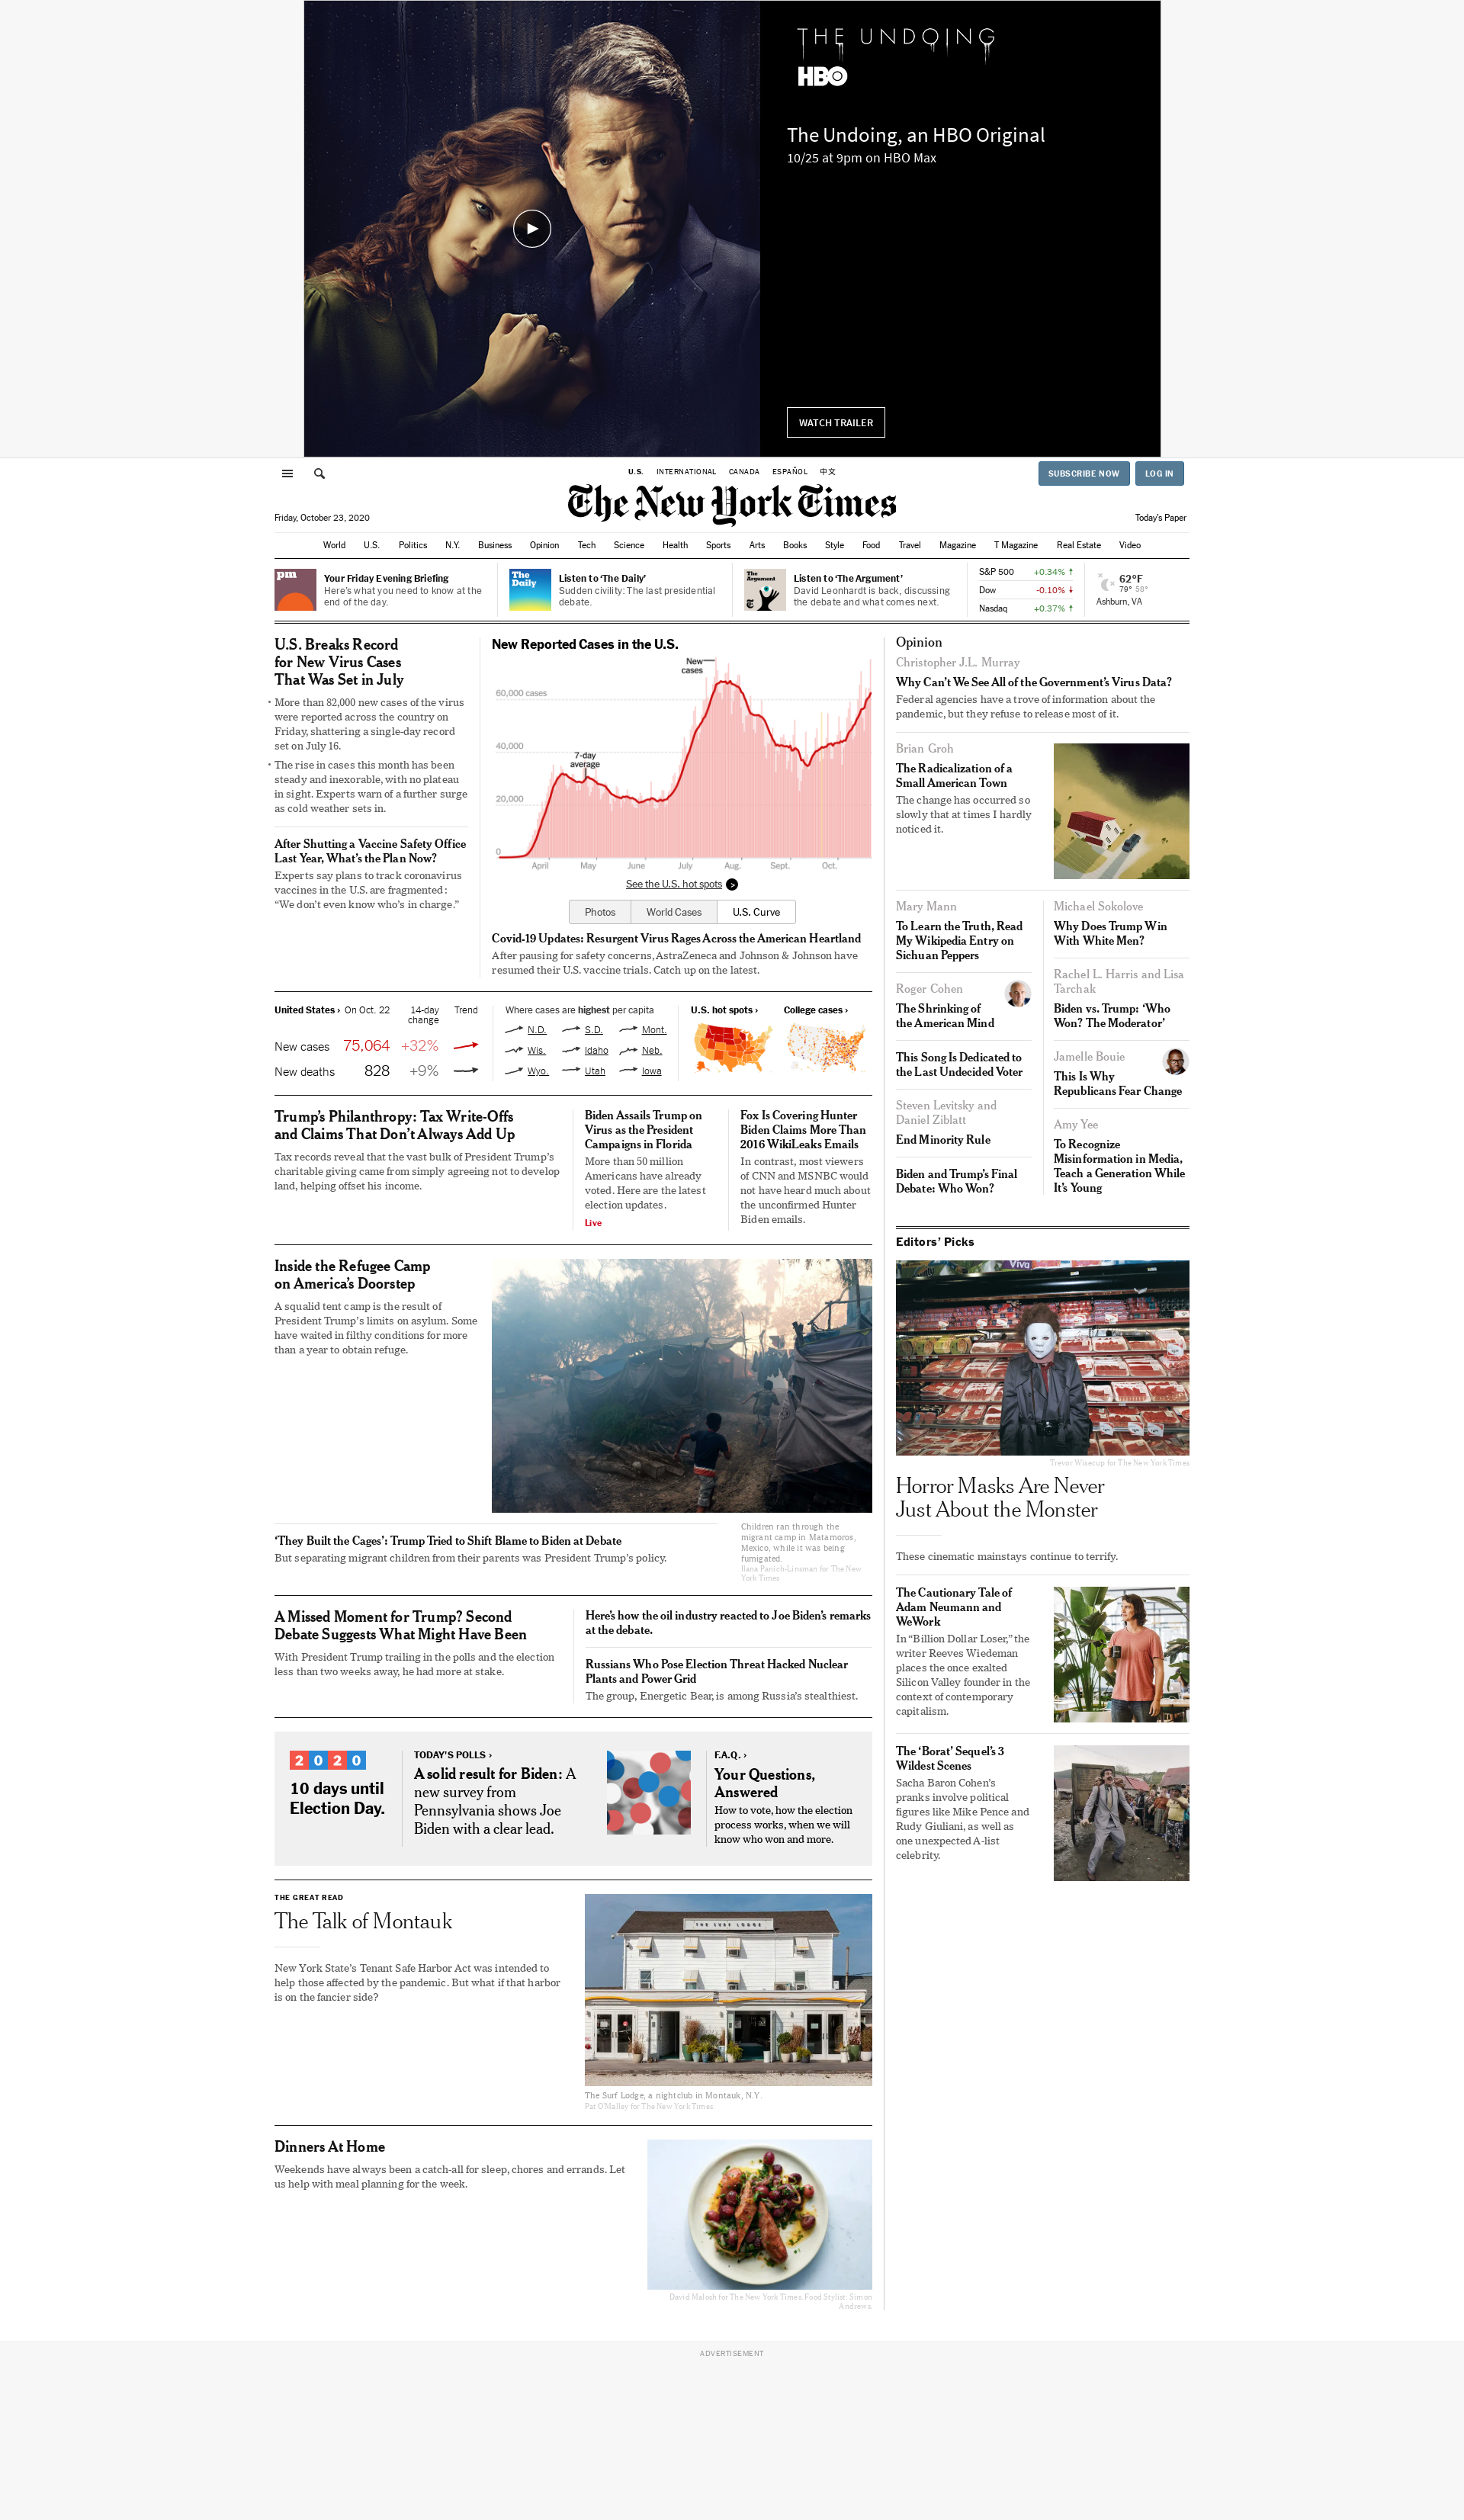 THE UNDOING
HBO
The Undoing, an HBO Original
10/25 at 9pm on HBO Max
WATCH TRAILER
U.S. INTERNATIONAL CANADA ESPAÑOL 中文
SUBSCRIBE NOW LOG IN
The New York Times
Friday, October 23, 2020
Today's Paper
World U.S. Politics N.Y. Business Opinion Tech Science Health Sports Arts Books Style Food Travel Magazine T Magazine Real Estate Video
pm
Your Friday Evening Briefing
Here's what you need to know at the
end of the day.
The
Daily
Listen to 'The Daily'
Sudden civility: The last presidential
debate.
The
Argument
Listen to 'The Argument'
David Leonhardt is back, discussing
the debate and what comes next.
S&P 500 +0.34% ↑
Dow -0.10% ↓
Nasdaq +0.37% ↑
62°F
79° 58°
Ashburn, VA
U.S. Breaks Record
for New Virus Cases
That Was Set in July
• More than 82,000 new cases of the virus
were reported across the country on
Friday, shattering a single-day record
set on July 16.
• The rise in cases this month has been
steady and inexorable, with no plateau
in sight. Experts warn of a further surge
as cold weather sets in.
After Shutting a Vaccine Safety Office
Last Year, What's the Plan Now?
Experts say plans to track coronavirus
vaccines in the U.S. are fragmented:
“We don't even know who's in charge.”
New Reported Cases in the U.S.
New
cases
60,000 cases
40,000
7-day
average
20,000
0
April May June July Aug. Sept. Oct.
See the U.S. hot spots >
Photos World Cases U.S. Curve
Covid-19 Updates: Resurgent Virus Rages Across the American Heartland
After pausing for safety concerns, AstraZeneca and Johnson & Johnson have
resumed their U.S. vaccine trials. Catch up on the latest.
United States › On Oct. 22 14-day
change Trend
New cases 75,064 +32%
New deaths 828 +9%
Where cases are highest per capita
N.D. S.D. Mont.
Wis. Idaho Neb.
Wyo. Utah Iowa
U.S. hot spots › College cases ›
Trump's Philanthropy: Tax Write-Offs
and Claims That Don't Always Add Up
Tax records reveal that the vast bulk of President Trump's
charitable giving came from simply agreeing not to develop
land, helping offset his income.
Biden Assails Trump on
Virus as the President
Campaigns in Florida
More than 50 million
Americans have already
voted. Here are the latest
election updates.
Live
Fox Is Covering Hunter
Biden Claims More Than
2016 WikiLeaks Emails
In contrast, most viewers
of CNN and MSNBC would
not have heard much about
the unconfirmed Hunter
Biden emails.
Inside the Refugee Camp
on America's Doorstep
A squalid tent camp is the result of
President Trump's limits on asylum. Some
have waited in filthy conditions for more
than a year to obtain refuge.
Children ran through the
migrant camp in Matamoros,
Mexico, while it was being
fumigated.
Ilana Panich-Linsman for The New
York Times
'They Built the Cages': Trump Tried to Shift Blame to Biden at Debate
But separating migrant children from their parents was President Trump's policy.
A Missed Moment for Trump? Second
Debate Suggests What Might Have Been
With President Trump trailing in the polls and the election
less than two weeks away, he had more at stake.
Here's how the oil industry reacted to Joe Biden's remarks
at the debate.
Russians Who Pose Election Threat Hacked Nuclear
Plants and Power Grid
The group, Energetic Bear, is among Russia's stealthiest.
2020
10 days until
Election Day.
TODAY'S POLLS ›
A solid result for Biden: A
new survey from
Pennsylvania shows Joe
Biden with a clear lead.
F.A.Q. ›
Your Questions,
Answered
How to vote, how the election
process works, when we will
know who won and more.
THE GREAT READ
The Talk of Montauk
New York State's Tenant Safe Harbor Act was intended to
help those affected by the pandemic. But what if that harbor
is on the fancier side?
THE SURF LODGE
The Surf Lodge, a nightclub in Montauk, N.Y.
Pat O'Malley for The New York Times
Dinners At Home
Weekends have always been a catch-all for sleep, chores and errands. Let
us help with meal planning for the week.
David Malosh for The New York Times. Food Stylist: Simon
Andrews.
Opinion
Christopher J.L. Murray
Why Can't We See All of the Government's Virus Data?
Federal agencies have a trove of information about the
pandemic, but they refuse to release most of it.
Brian Groh
The Radicalization of a
Small American Town
The change has occurred so
slowly that at times I hardly
noticed it.
Mary Mann
To Learn the Truth, Read
My Wikipedia Entry on
Sichuan Peppers
Roger Cohen
The Shrinking of
the American Mind
This Song Is Dedicated to
the Last Undecided Voter
Steven Levitsky and
Daniel Ziblatt
End Minority Rule
Biden and Trump's Final
Debate: Who Won?
Michael Sokolove
Why Does Trump Win
With White Men?
Rachel L. Harris and Lisa
Tarchak
Biden vs. Trump: 'Who
Won? The Moderator'
Jamelle Bouie
This Is Why
Republicans Fear Change
Amy Yee
To Recognize
Misinformation in Media,
Teach a Generation While
It's Young
Editors' Picks
Viva
Trevor Wisecup for The New York Times
Horror Masks Are Never
Just About the Monster
These cinematic mainstays continue to terrify.
The Cautionary Tale of
Adam Neumann and
WeWork
In “Billion Dollar Loser,” the
writer Reeves Wiedeman
places the once exalted
Silicon Valley founder in the
context of contemporary
capitalism.
The 'Borat' Sequel's 3
Wildest Scenes
Sacha Baron Cohen's
pranks involve political
figures like Mike Pence and
Rudy Giuliani, as well as
one unexpected A-list
celebrity.
ADVERTISEMENT